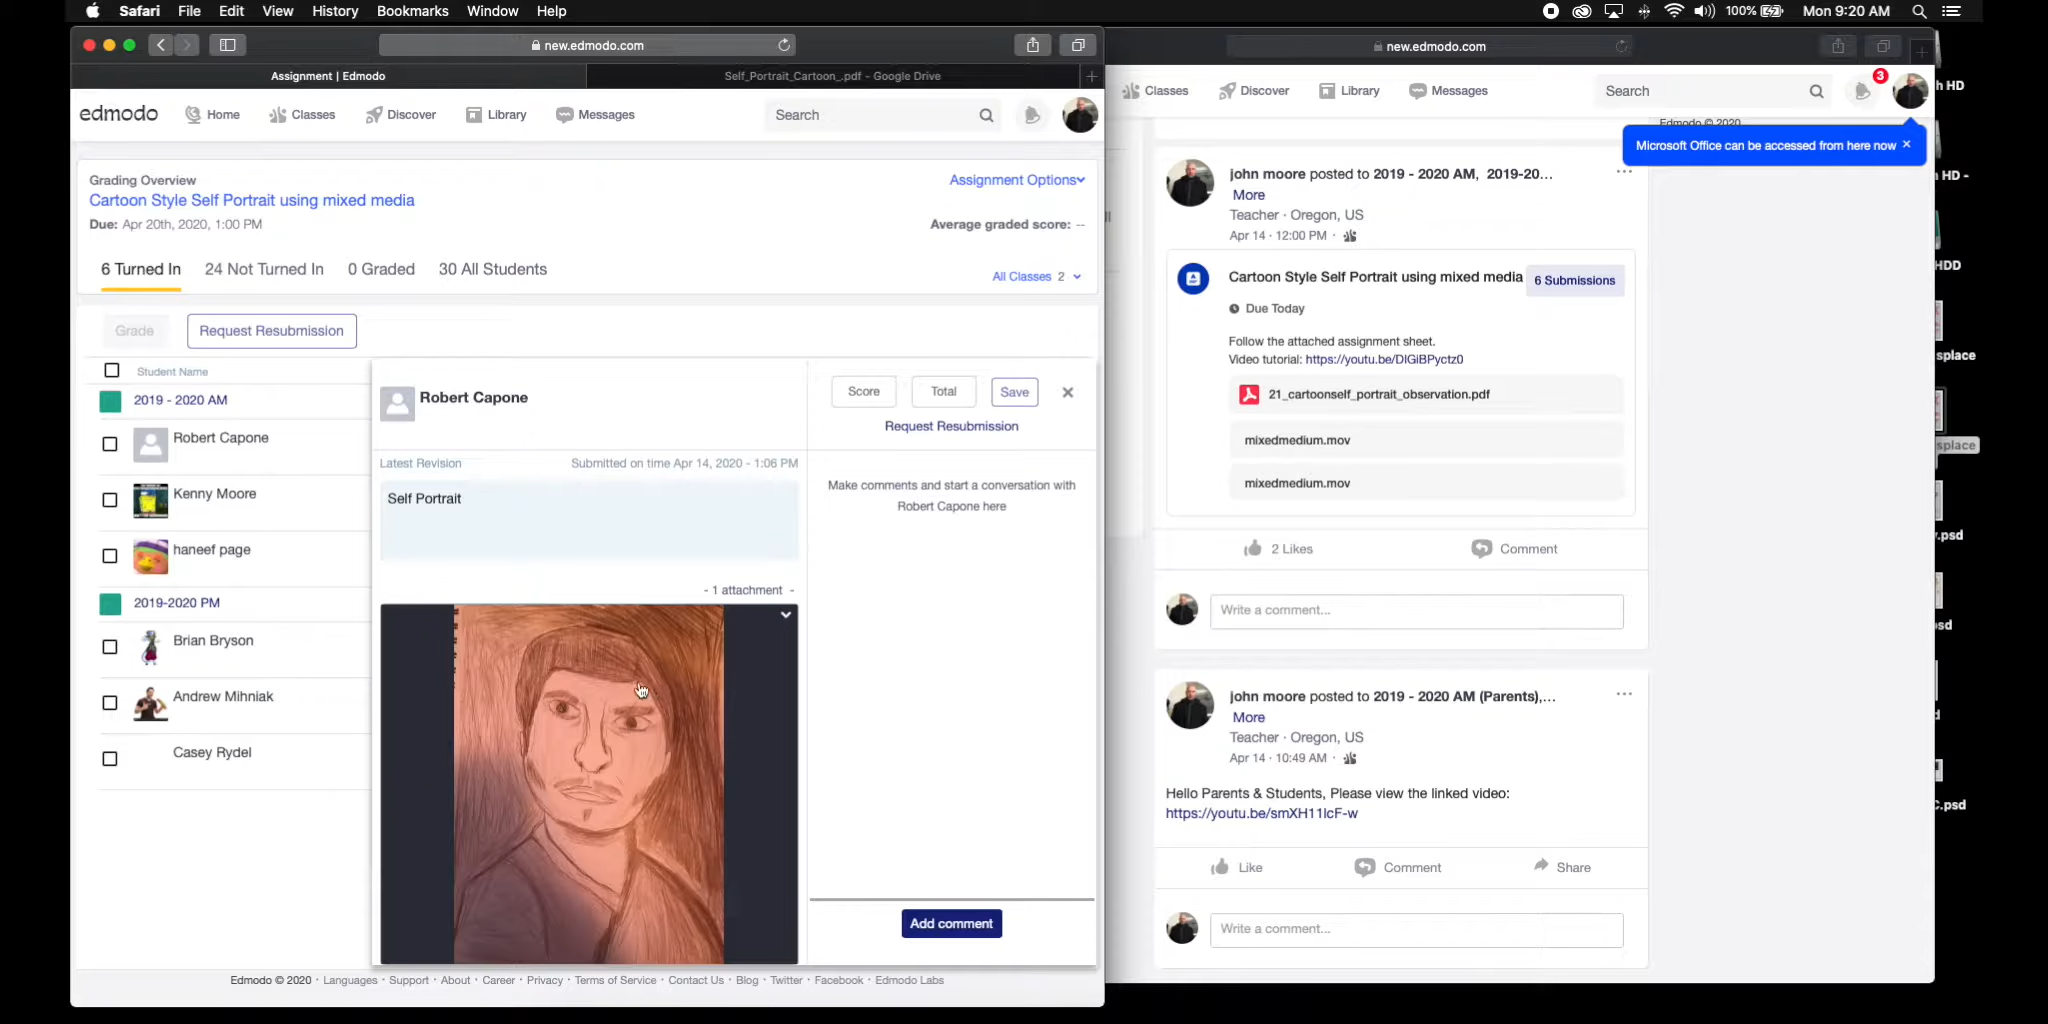 Safari File Edit View History Bookmarks Window Help
100% Mon 9:20 AM
new.edmodo.com
Assignment | Edmodo
Self_Portrait_Cartoon_.pdf - Google Drive
edmodo Home Classes Discover Library Messages Search
Grading Overview
Assignment Options
Cartoon Style Self Portrait using mixed media
Due: Apr 20th, 2020, 1:00 PM
Average graded score: --
6 Turned In 24 Not Turned In 0 Graded 30 All Students
All Classes 2
Grade Request Resubmission
Student Name
2019 - 2020 AM
Robert Capone
Kenny Moore
haneef page
2019-2020 PM
Brian Bryson
Andrew Mihniak
Casey Rydel
Robert Capone
Score Total Save
Request Resubmission
Latest Revision
Submitted on time Apr 14, 2020 - 1:06 PM
Self Portrait
- 1 attachment -
Make comments and start a conversation with
Robert Capone here
Add comment
Edmodo © 2020 · Languages · Support · About · Career · Privacy · Terms of Service · Contact Us · Blog · Twitter · Facebook · Edmodo Labs
new.edmodo.com
Classes Discover Library Messages Search 3
Edmodo © 2020
Microsoft Office can be accessed from here now
john moore posted to 2019 - 2020 AM, 2019-20...
More
Teacher · Oregon, US
Apr 14 · 12:00 PM ·
Cartoon Style Self Portrait using mixed media
6 Submissions
Due Today
Follow the attached assignment sheet.
Video tutorial: https://youtu.be/DIGiBPyctz0
21_cartoonself_portrait_observation.pdf
mixedmedium.mov
mixedmedium.mov
2 Likes Comment
Write a comment...
john moore posted to 2019 - 2020 AM (Parents),...
More
Teacher · Oregon, US
Apr 14 · 10:49 AM ·
Hello Parents & Students, Please view the linked video:
https://youtu.be/smXH11lcF-w
Like Comment Share
Write a comment...
h HD
HD -
HDD
splace
splace
.psd
sd
C.psd